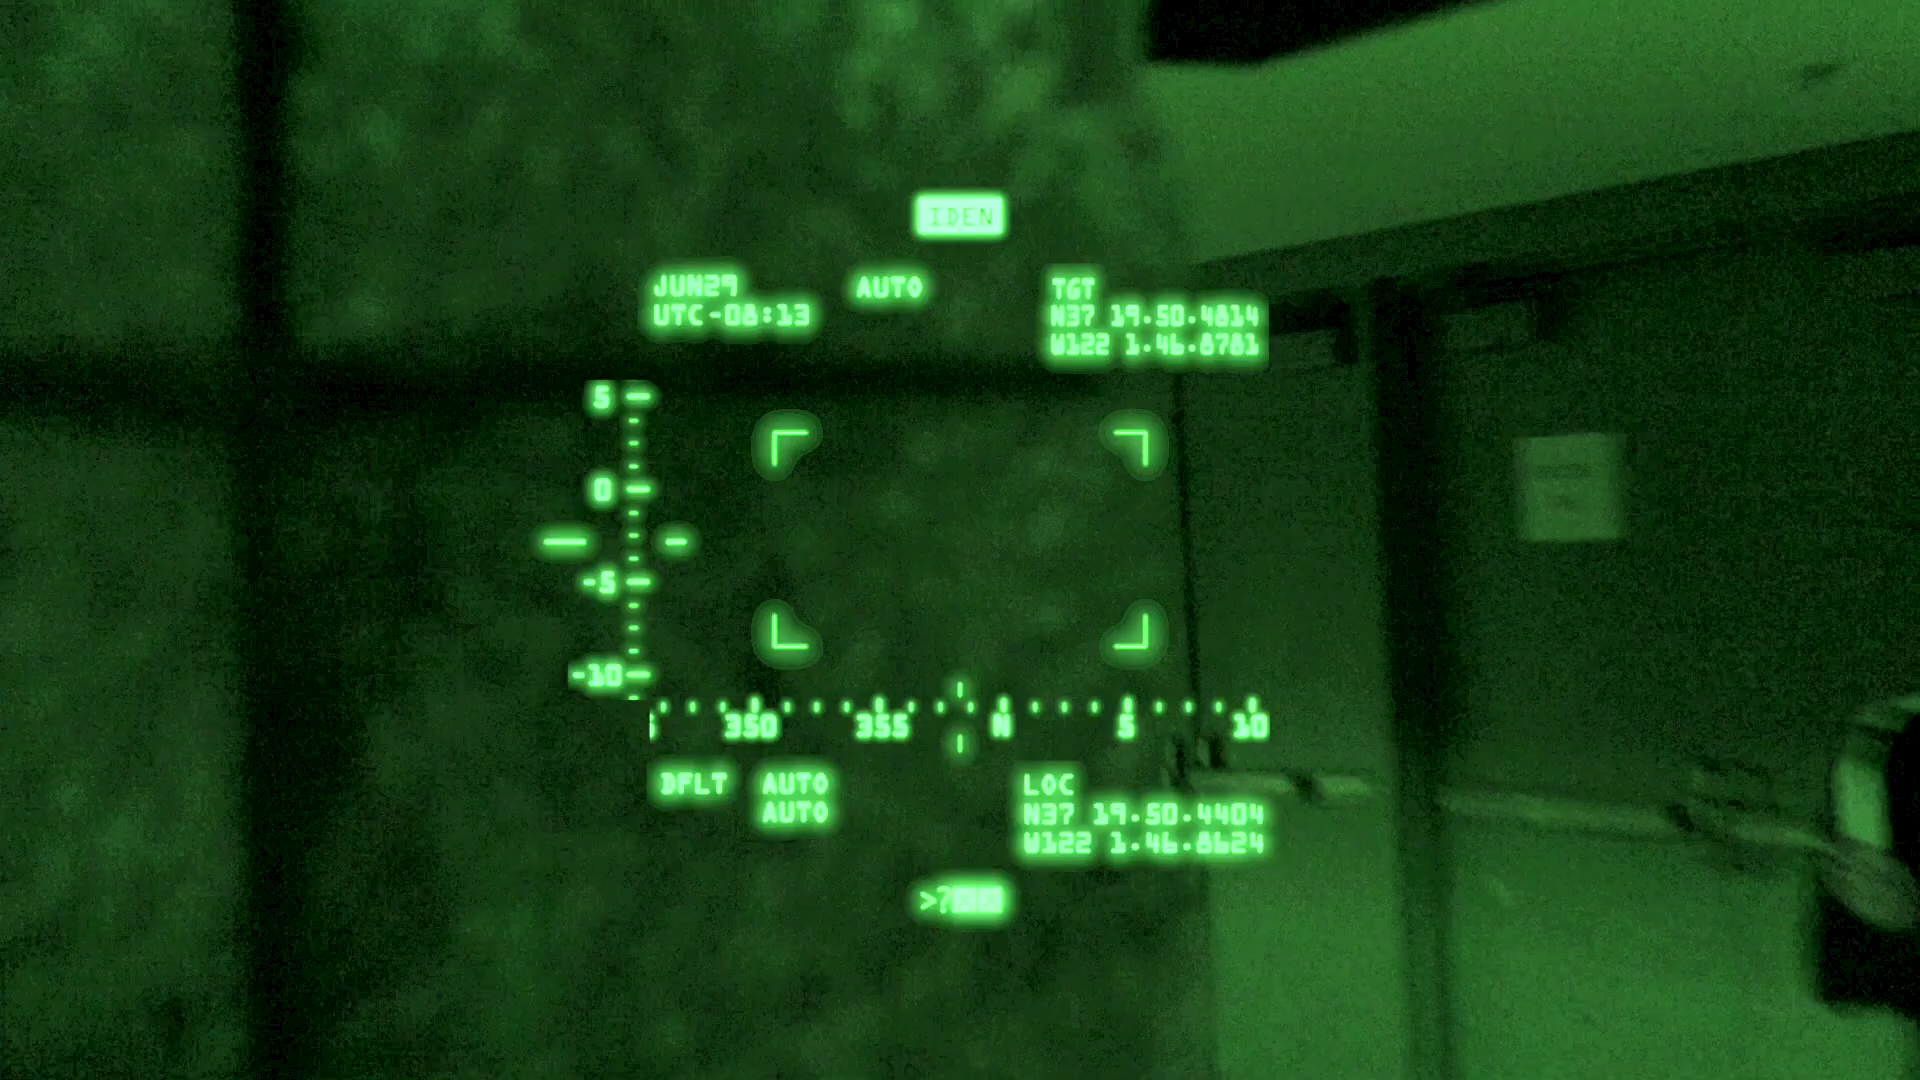 IDEN
JUN29
UTC-08:13
AUTO
TGT
N37 19.50.4814
W122 1.46.8781
5
0
-5
-10
350 355 N 5 10
DFLT
AUTO
AUTO
LOC
N37 19.50.4404
W122 1.46.8624
>?